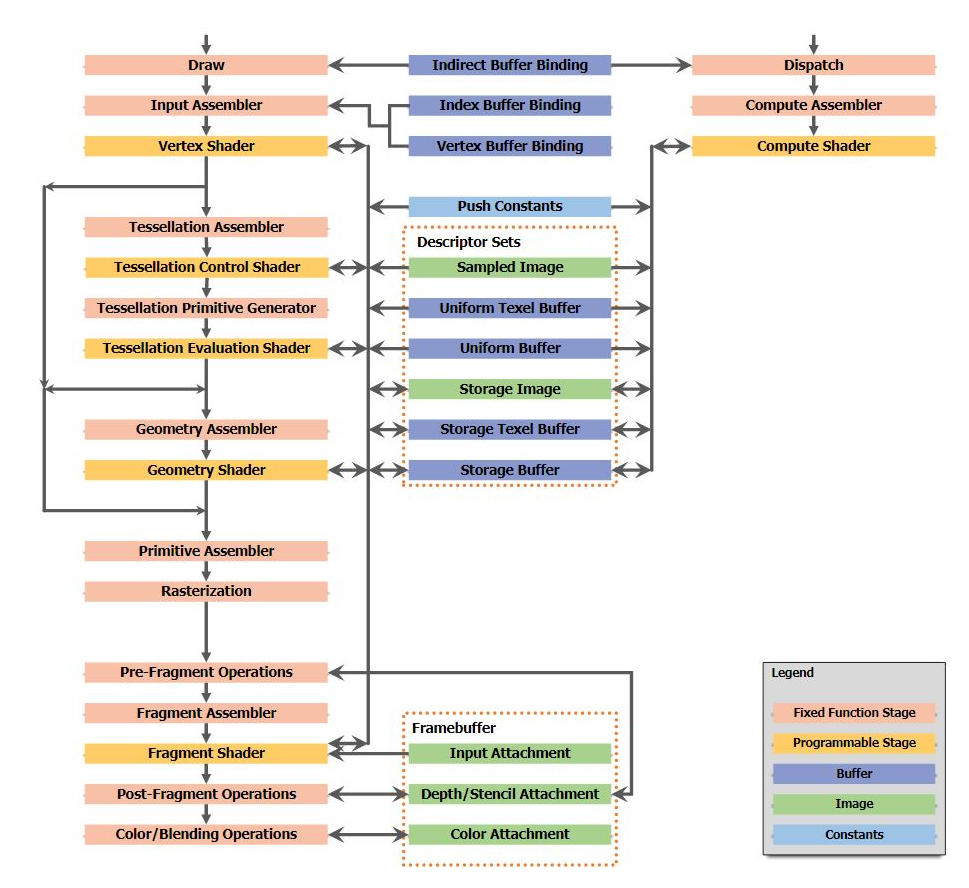 Draw
Indirect Buffer Binding
Dispatch
Input Assembler
Index Buffer Binding
Compute Assembler
Vertex Shader
Vertex Buffer Binding
Compute Shader
Push Constants
Tessellation Assembler
Descriptor Sets
Tessellation Control Shader
Sampled Image
Tessellation Primitive Generator
Uniform Texel Buffer
Tessellation Evaluation Shader
Uniform Buffer
Storage Image
Geometry Assembler
Storage Texel Buffer
Geometry Shader
Storage Buffer
Primitive Assembler
Rasterization
Pre-Fragment Operations
Fragment Assembler
Framebuffer
Fragment Shader
Input Attachment
Post-Fragment Operations
Depth/Stencil Attachment
Color/Blending Operations
Color Attachment
Legend
Fixed Function Stage
Programmable Stage
Buffer
Image
Constants